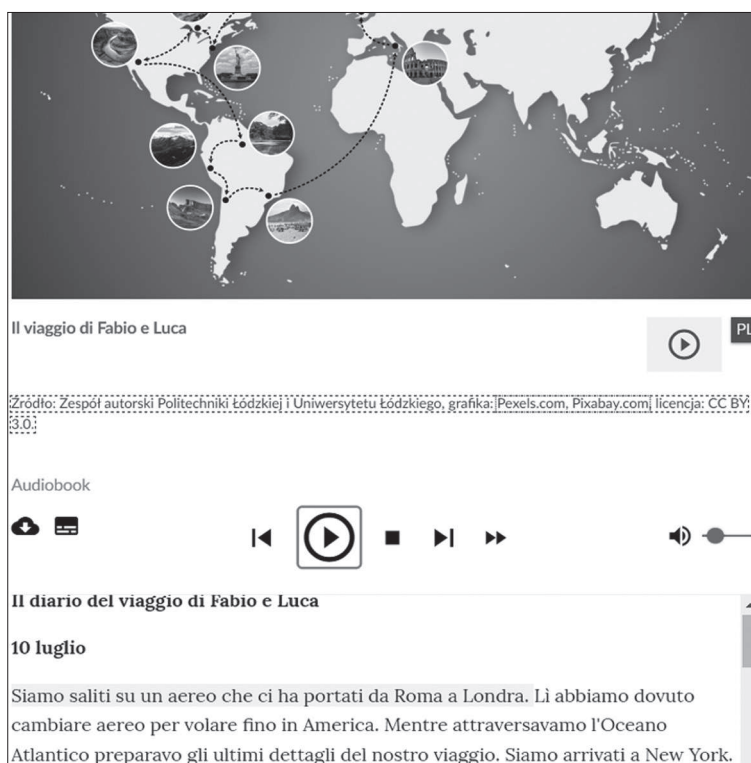 Il viaggio di Fabio e Luca
PL
Źródło: Zespół autorski Politechniki Łódzkiej i Uniwersytetu Łódzkiego, grafika: Pexels.com, Pixabay.com, licencja: CC BY
3.0.
Audiobook
Il diario del viaggio di Fabio e Luca
10 luglio
Siamo saliti su un aereo che ci ha portati da Roma a Londra. Lì abbiamo dovuto
cambiare aereo per volare fino in America. Mentre attraversavamo l'Oceano
Atlantico preparavo gli ultimi dettagli del nostro viaggio. Siamo arrivati a New York.